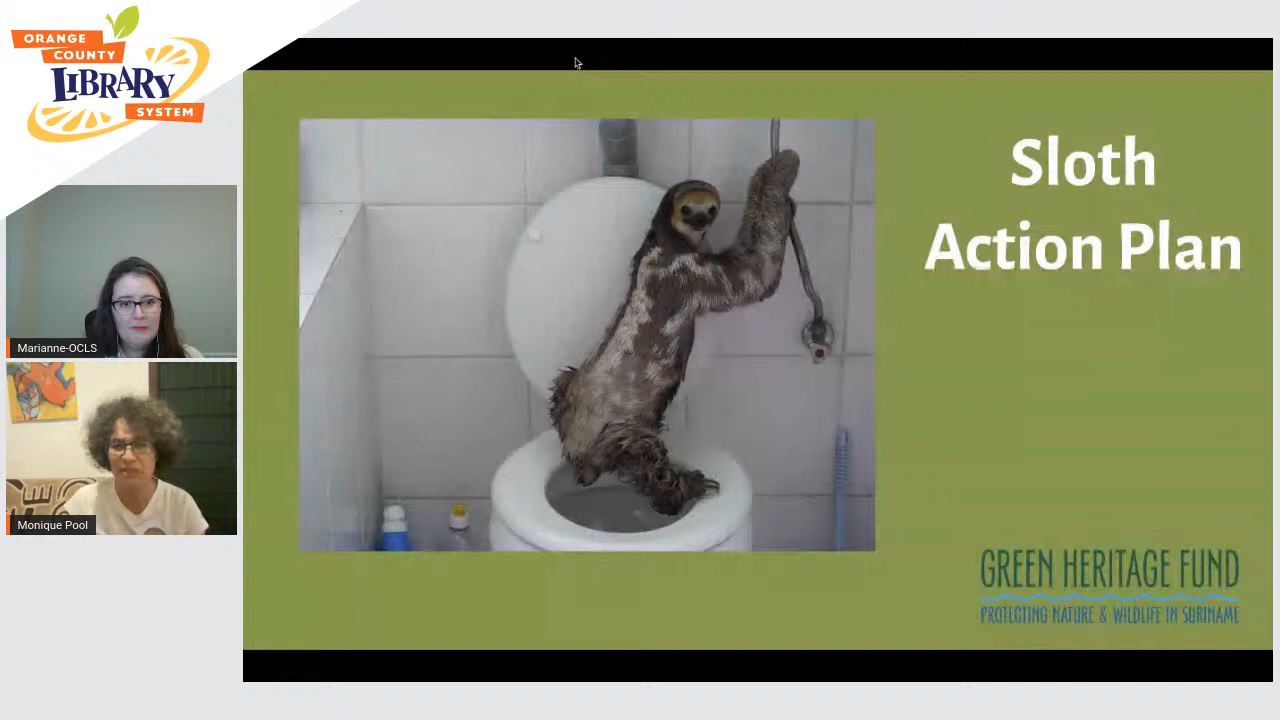 ORANGE
COUNTY
LIBRARY
SYSTEM
Marianne-OCLS
Monique Pool
Sloth
Action Plan
GREEN HERITAGE FUND
PROTECTING NATURE & WILDLIFE IN SURINAME